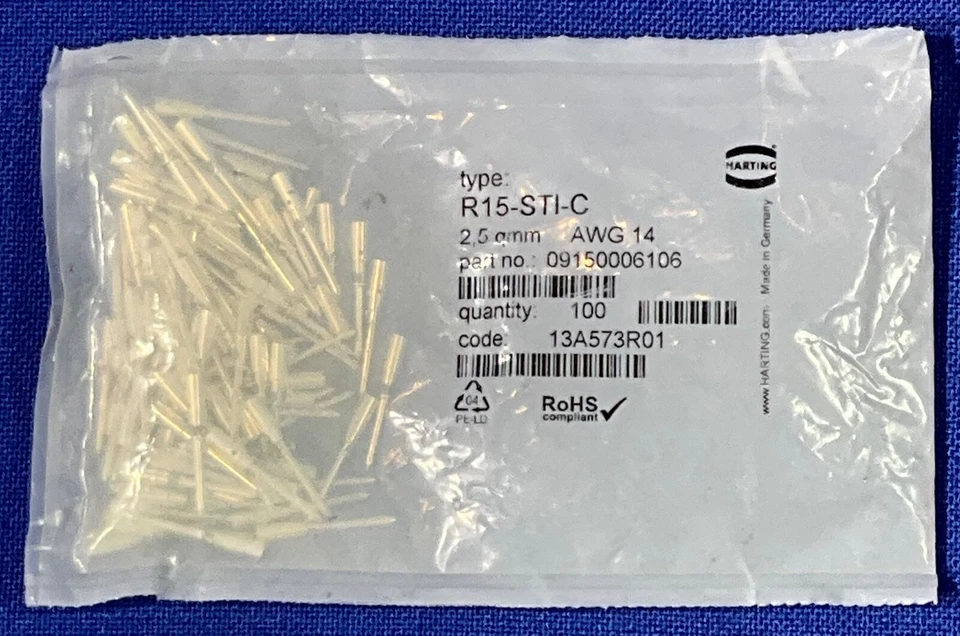 HARTING
type:
R15-STI-C
2,5 qmm AWG 14
part no.: 09150006106
quantity: 100
code: 13A573R01
04
PE-LD
RoHS
compliant
www.HARTING.com Made in Germany